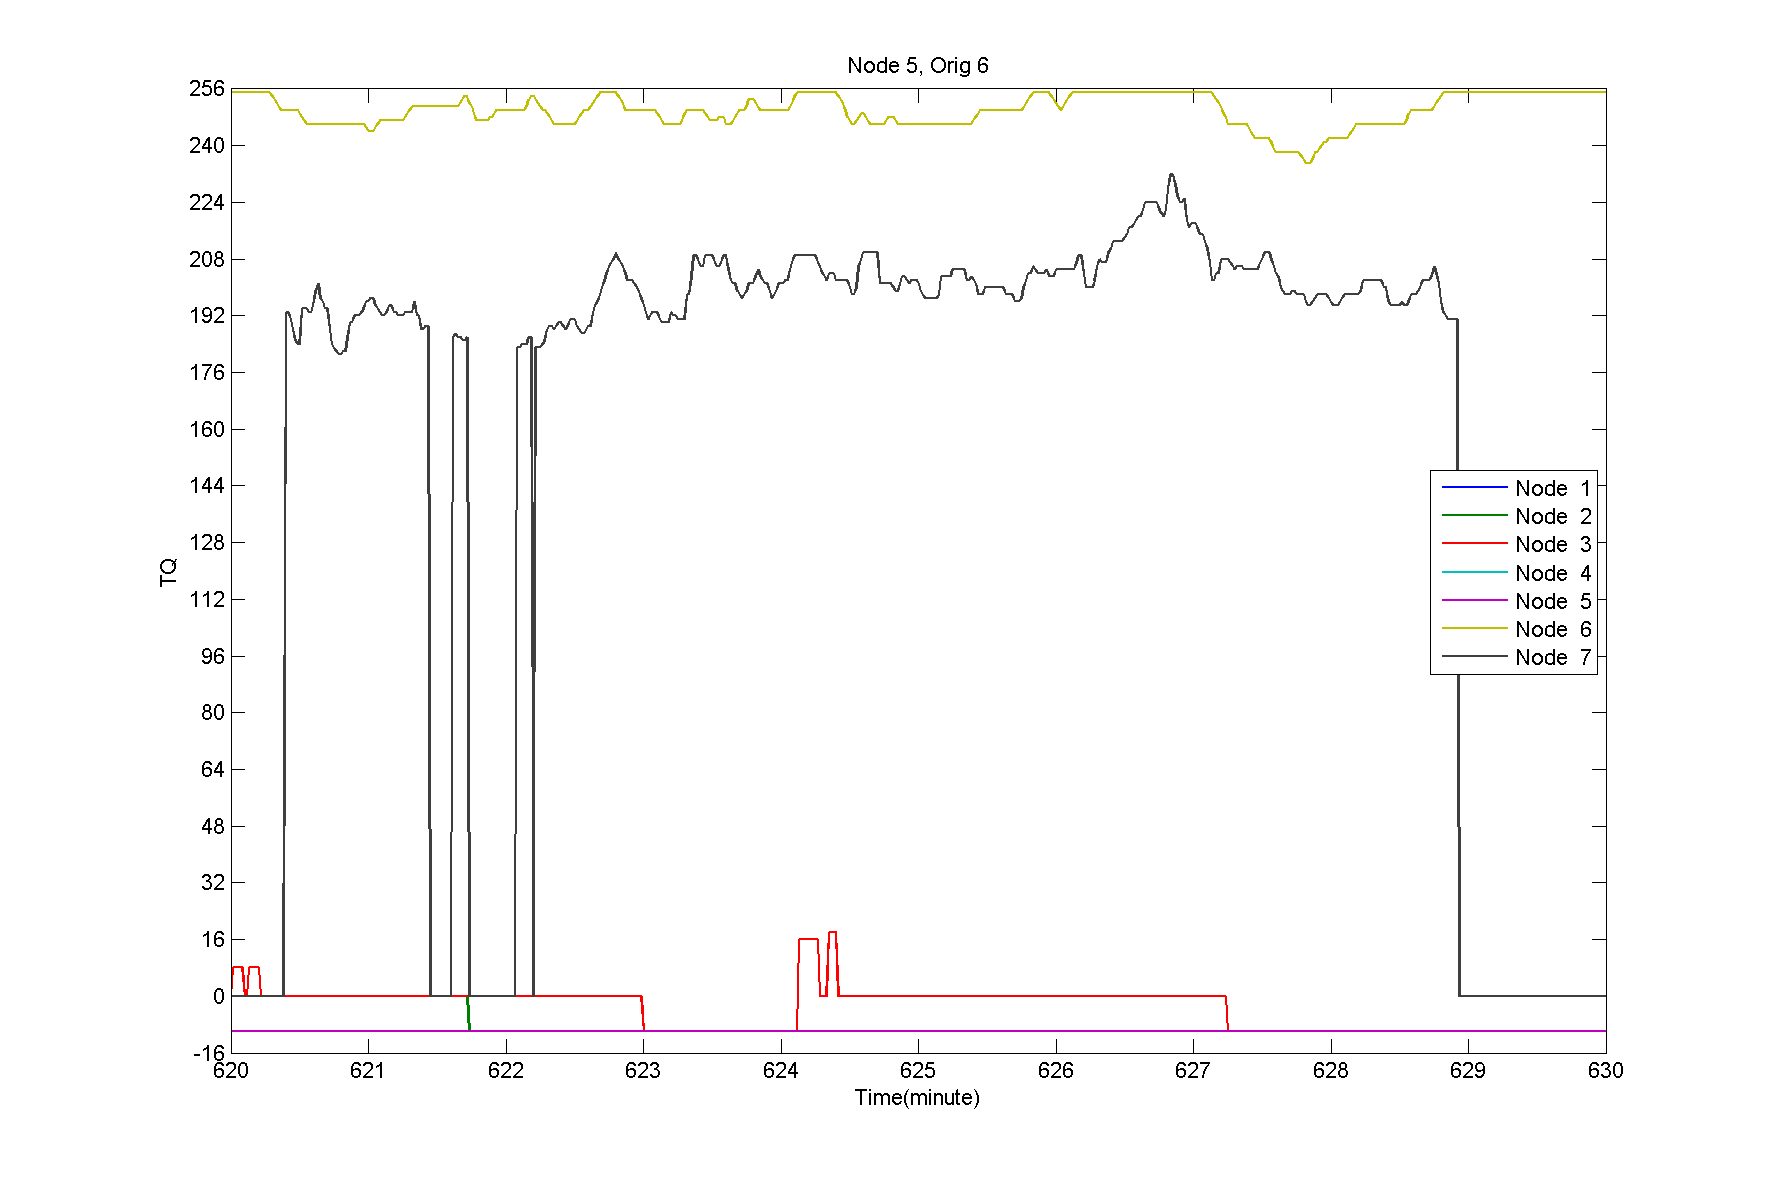 Node 5, Orig 6
256
240
224
208
192
176
160
144
128
112
96
80
64
48
32
16
0
-16
TQ
Node 1
Node 2
Node 3
Node 4
Node 5
Node 6
Node 7
620 621 622 623 624 625 626 627 628 629 630
Time(minute)